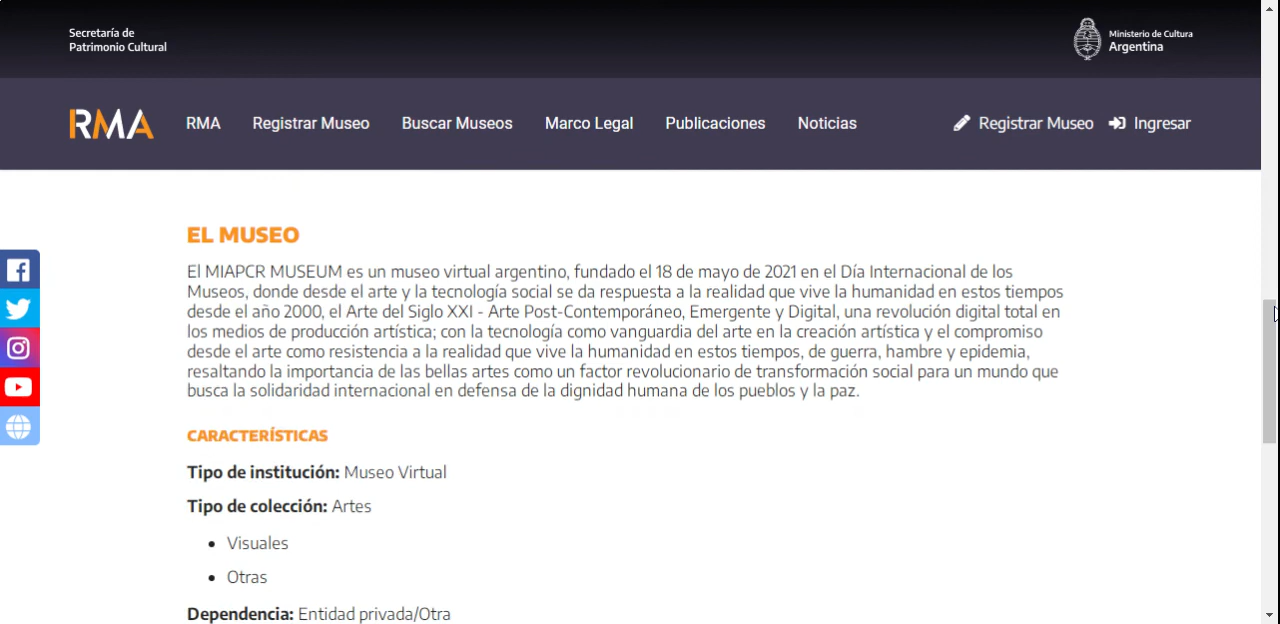 Secretaría de
Patrimonio Cultural
Ministerio de Cultura
Argentina
RMA
RMA
Registrar Museo
Buscar Museos
Marco Legal
Publicaciones
Noticias
Registrar Museo
Ingresar
EL MUSEO
El MIAPCR MUSEUM es un museo virtual argentino, fundado el 18 de mayo de 2021 en el Día Internacional de los
Museos, donde desde el arte y la tecnología social se da respuesta a la realidad que vive la humanidad en estos tiempos
desde el año 2000, el Arte del Siglo XXI - Arte Post-Contemporáneo, Emergente y Digital, una revolución digital total en
los medios de producción artística; con la tecnología como vanguardia del arte en la creación artística y el compromiso
desde el arte como resistencia a la realidad que vive la humanidad en estos tiempos, de guerra, hambre y epidemia,
resaltando la importancia de las bellas artes como un factor revolucionario de transformación social para un mundo que
busca la solidaridad internacional en defensa de la dignidad humana de los pueblos y la paz.
CARACTERÍSTICAS
Tipo de institución: Museo Virtual
Tipo de colección: Artes
• Visuales
• Otras
Dependencia: Entidad privada/Otra